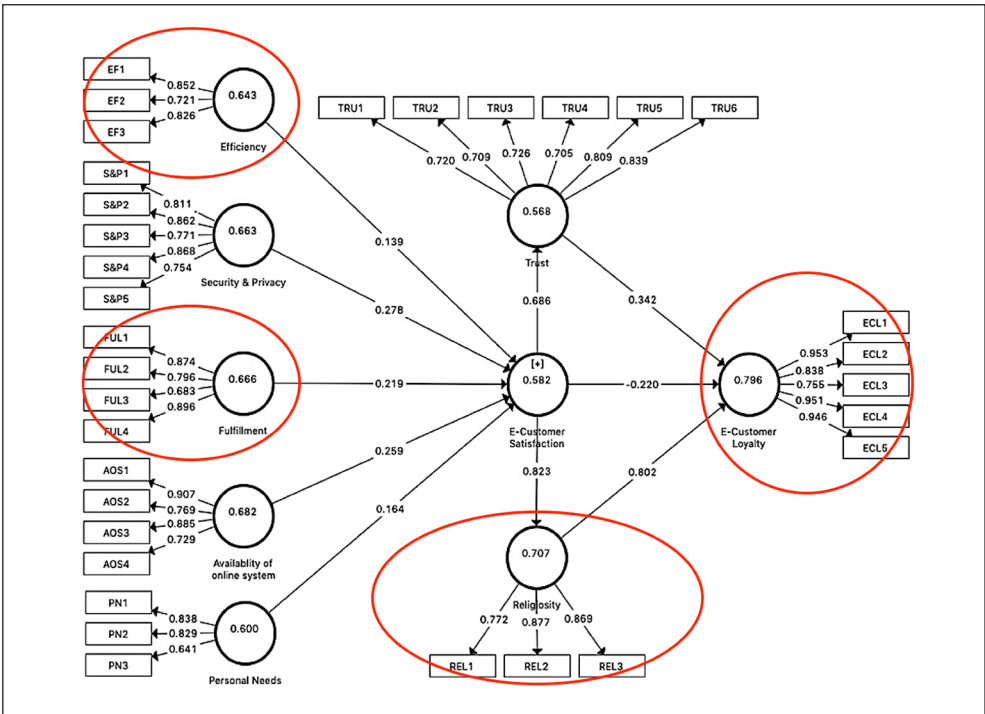 EF1
EF2
EF3
0.852
0.721
0.826
0.643
Efficiency
S&P1
S&P2
S&P3
S&P4
S&P5
0.811
0.862
0.771
0.868
0.754
0.663
Security & Privacy
FUL1
FUL2
FUL3
FUL4
0.874
0.796
0.683
0.896
0.666
Fulfillment
AOS1
AOS2
AOS3
AOS4
0.907
0.769
0.885
0.729
0.682
Availablity of
online system
PN1
PN2
PN3
0.838
0.829
0.641
0.600
Personal Needs
0.139
0.278
0.219
0.259
0.164
TRU1
TRU2
TRU3
TRU4
TRU5
TRU6
0.720
0.709
0.726
0.705
0.809
0.839
0.568
Trust
0.686
[+]
0.582
E-Customer
Satisfaction
0.823
0.707
Religiosity
0.772
0.877
0.869
REL1
REL2
REL3
0.342
-0.220
0.802
0.796
E-Customer
Loyalty
0.953
0.838
0.755
0.951
0.946
ECL1
ECL2
ECL3
ECL4
ECL5